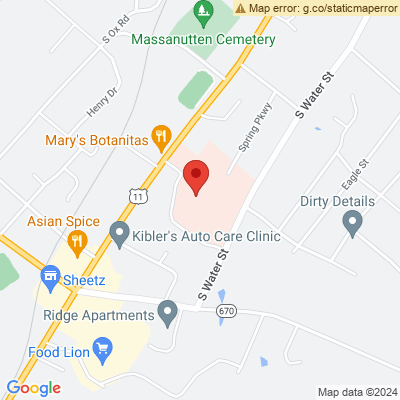 Map error: g.co/staticmaperror
S Ox Rd
Massanutten Cemetery
S Water St
Henry Dr
Spring Pkwy
Mary's Botanitas
Eagle St
11
Dirty Details
Asian Spice
Kibler's Auto Care Clinic
Sheetz
S Water St
Ridge Apartments
670
Food Lion
Google
Map data ©2024